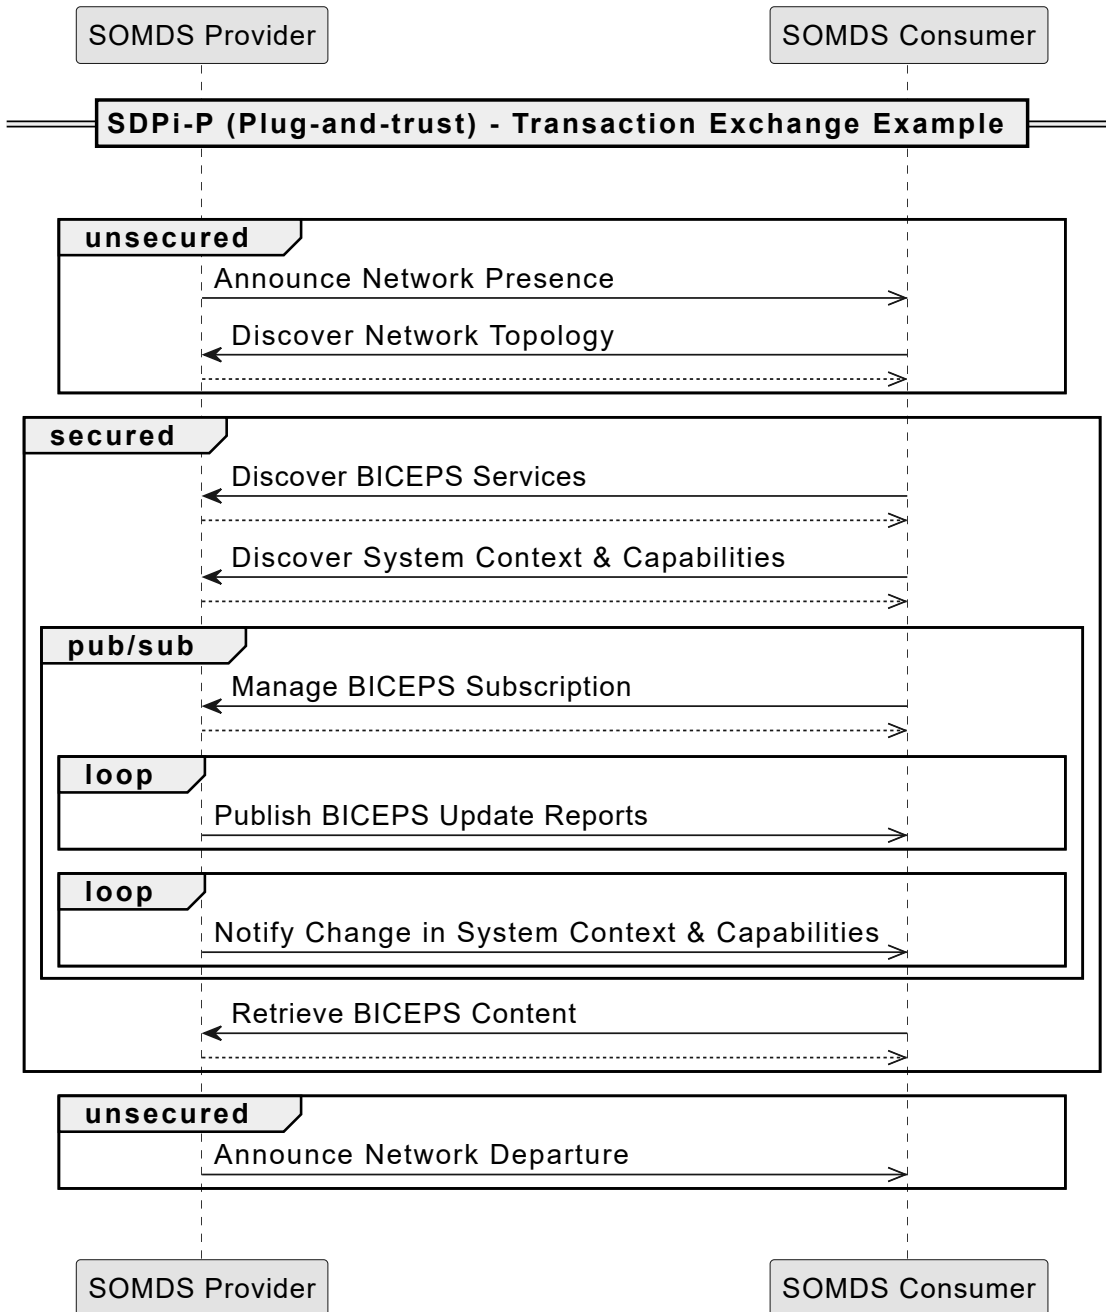 SOMDS Provider
SOMDS Consumer
SDPi-P (Plug-and-trust) - Transaction Exchange Example
unsecured
Announce Network Presence
Discover Network Topology
secured
Discover BICEPS Services
Discover System Context & Capabilities
pub/sub
Manage BICEPS Subscription
loop
Publish BICEPS Update Reports
loop
Notify Change in System Context & Capabilities
Retrieve BICEPS Content
unsecured
Announce Network Departure
SOMDS Provider
SOMDS Consumer